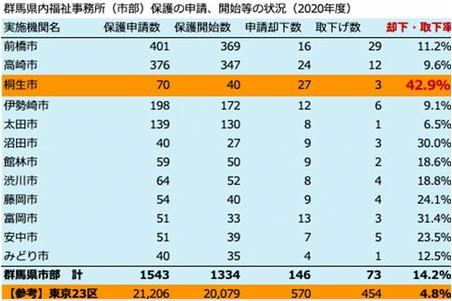 群馬県内福祉事務所（市部）保護の申請、開始等の状況（2020年度）
実施機関名 保護申請数 保護開始数 申請却下数 取下げ数 却下・取下率
前橋市 401 369 16 29 11.2%
高崎市 376 347 24 12 9.6%
桐生市 70 40 27 3 42.9%
伊勢崎市 198 172 12 6 9.1%
太田市 139 130 8 1 6.5%
沼田市 40 27 9 3 30.0%
館林市 59 50 9 2 18.6%
渋川市 64 52 8 4 18.8%
藤岡市 54 40 9 4 24.1%
富岡市 51 33 13 3 31.4%
安中市 51 39 7 5 23.5%
みどり市 40 35 4 1 12.5%
群馬県市部　計 1543 1334 146 73 14.2%
【参考】東京23区 21,206 20,079 570 454 4.8%